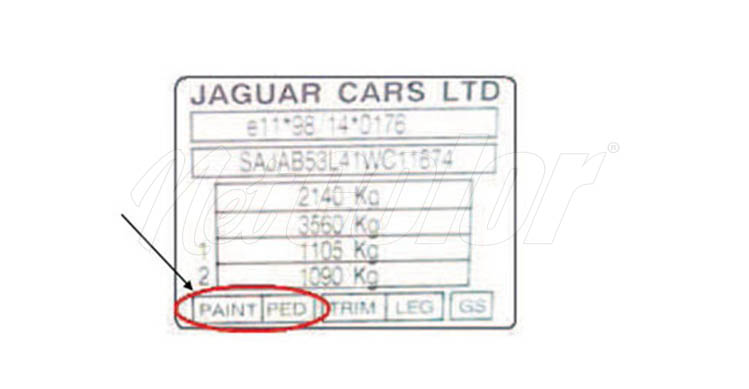 JAGUAR CARS LTD
e11*98/14*0176
SAJAB53L41WC11674
2140 Kg
3560 Kg
1 1105 Kg
2 1090 Kg
PAINT PED TRIM LEG GS
Newcolor®